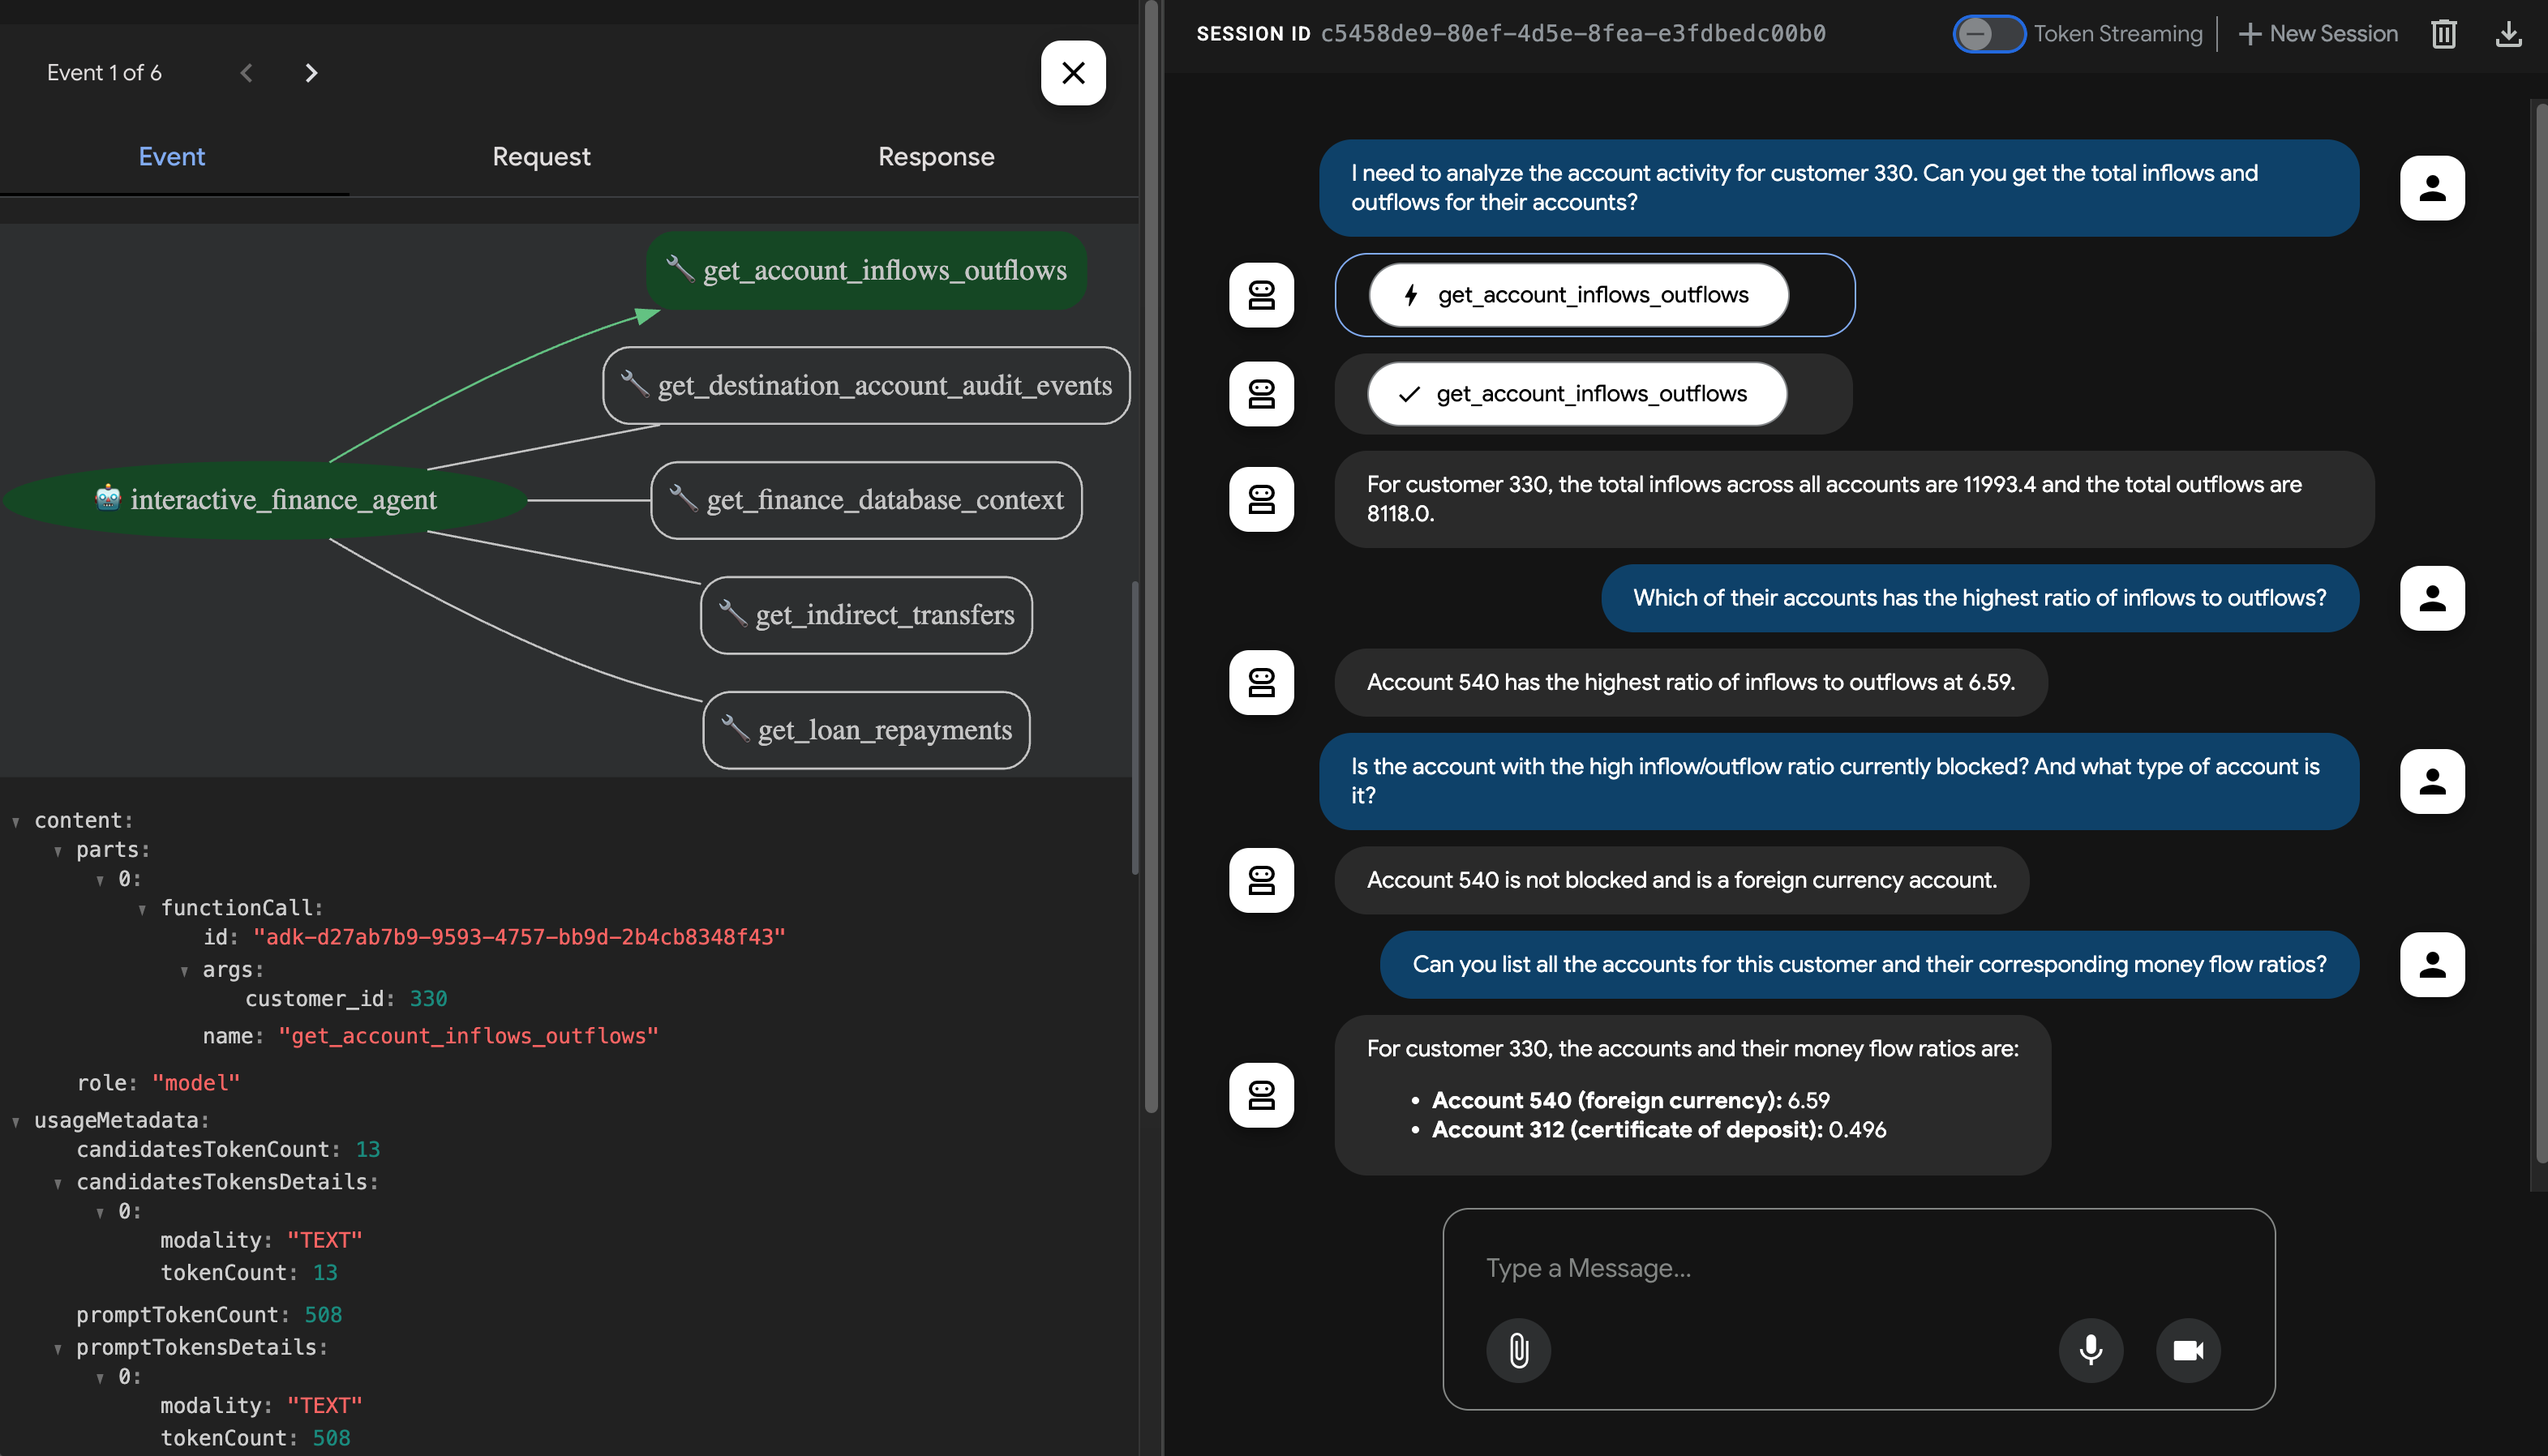 Event 1 of 6
Event
Request
Response
get_account_inflows_outflows
get_destination_account_audit_events
get_finance_database_context
interactive_finance_agent
get_indirect_transfers
get_loan_repayments
content:
parts:
0:
functionCall:
id: "adk-d27ab7b9-9593-4757-bb9d-2b4cb8348f43"
args:
customer_id: 330
name: "get_account_inflows_outflows"
role: "model"
usageMetadata:
candidatesTokenCount: 13
candidatesTokensDetails:
0:
modality: "TEXT"
tokenCount: 13
promptTokenCount: 508
promptTokensDetails:
0:
modality: "TEXT"
tokenCount: 508
SESSION ID c5458de9-80ef-4d5e-8fea-e3fdbedc00b0
Token Streaming
New Session
I need to analyze the account activity for customer 330. Can you get the total inflows and
outflows for their accounts?
get_account_inflows_outflows
get_account_inflows_outflows
For customer 330, the total inflows across all accounts are 11993.4 and the total outflows are
8118.0.
Which of their accounts has the highest ratio of inflows to outflows?
Account 540 has the highest ratio of inflows to outflows at 6.59.
Is the account with the high inflow/outflow ratio currently blocked? And what type of account is
it?
Account 540 is not blocked and is a foreign currency account.
Can you list all the accounts for this customer and their corresponding money flow ratios?
For customer 330, the accounts and their money flow ratios are:
• Account 540 (foreign currency): 6.59
• Account 312 (certificate of deposit): 0.496
Type a Message...